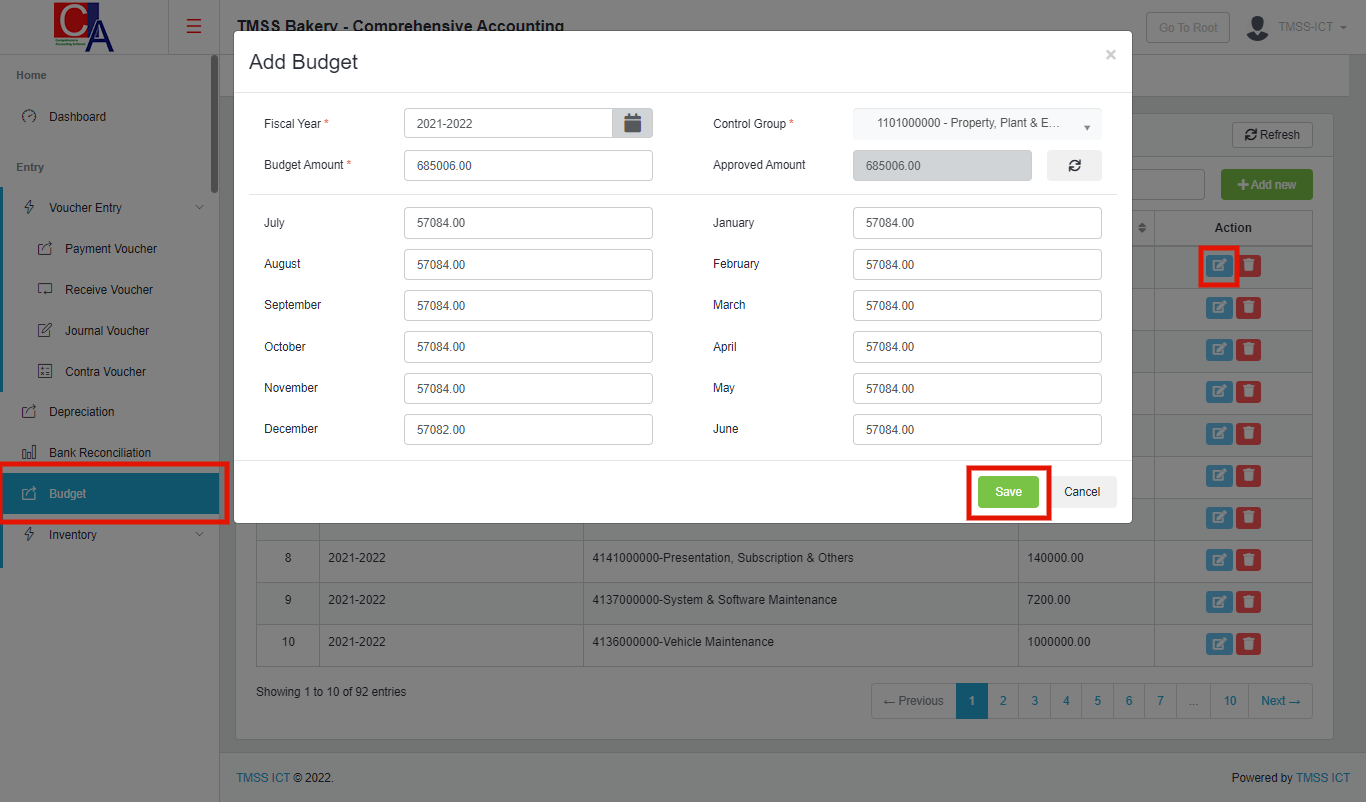 CA
Comprehensive
Accounting Software
TMSS Bakery - Comprehensive Accounting
Go To Root
TMSS-ICT
Home
Dashboard
Entry
Voucher Entry
Payment Voucher
Receive Voucher
Journal Voucher
Contra Voucher
Depreciation
Bank Reconciliation
Budget
Inventory
Add Budget
×
Fiscal Year *
2021-2022
Control Group *
1101000000 - Property, Plant & E...
Budget Amount *
685006.00
Approved Amount
685006.00
July
57084.00
January
57084.00
August
57084.00
February
57084.00
September
57084.00
March
57084.00
October
57084.00
April
57084.00
November
57084.00
May
57084.00
December
57082.00
June
57084.00
Save
Cancel
Refresh
Add new
Action
8 2021-2022 4141000000-Presentation, Subscription & Others 140000.00
9 2021-2022 4137000000-System & Software Maintenance 7200.00
10 2021-2022 4136000000-Vehicle Maintenance 1000000.00
Showing 1 to 10 of 92 entries
← Previous 1 2 3 4 5 6 7 ... 10 Next →
TMSS ICT © 2022.
Powered by TMSS ICT